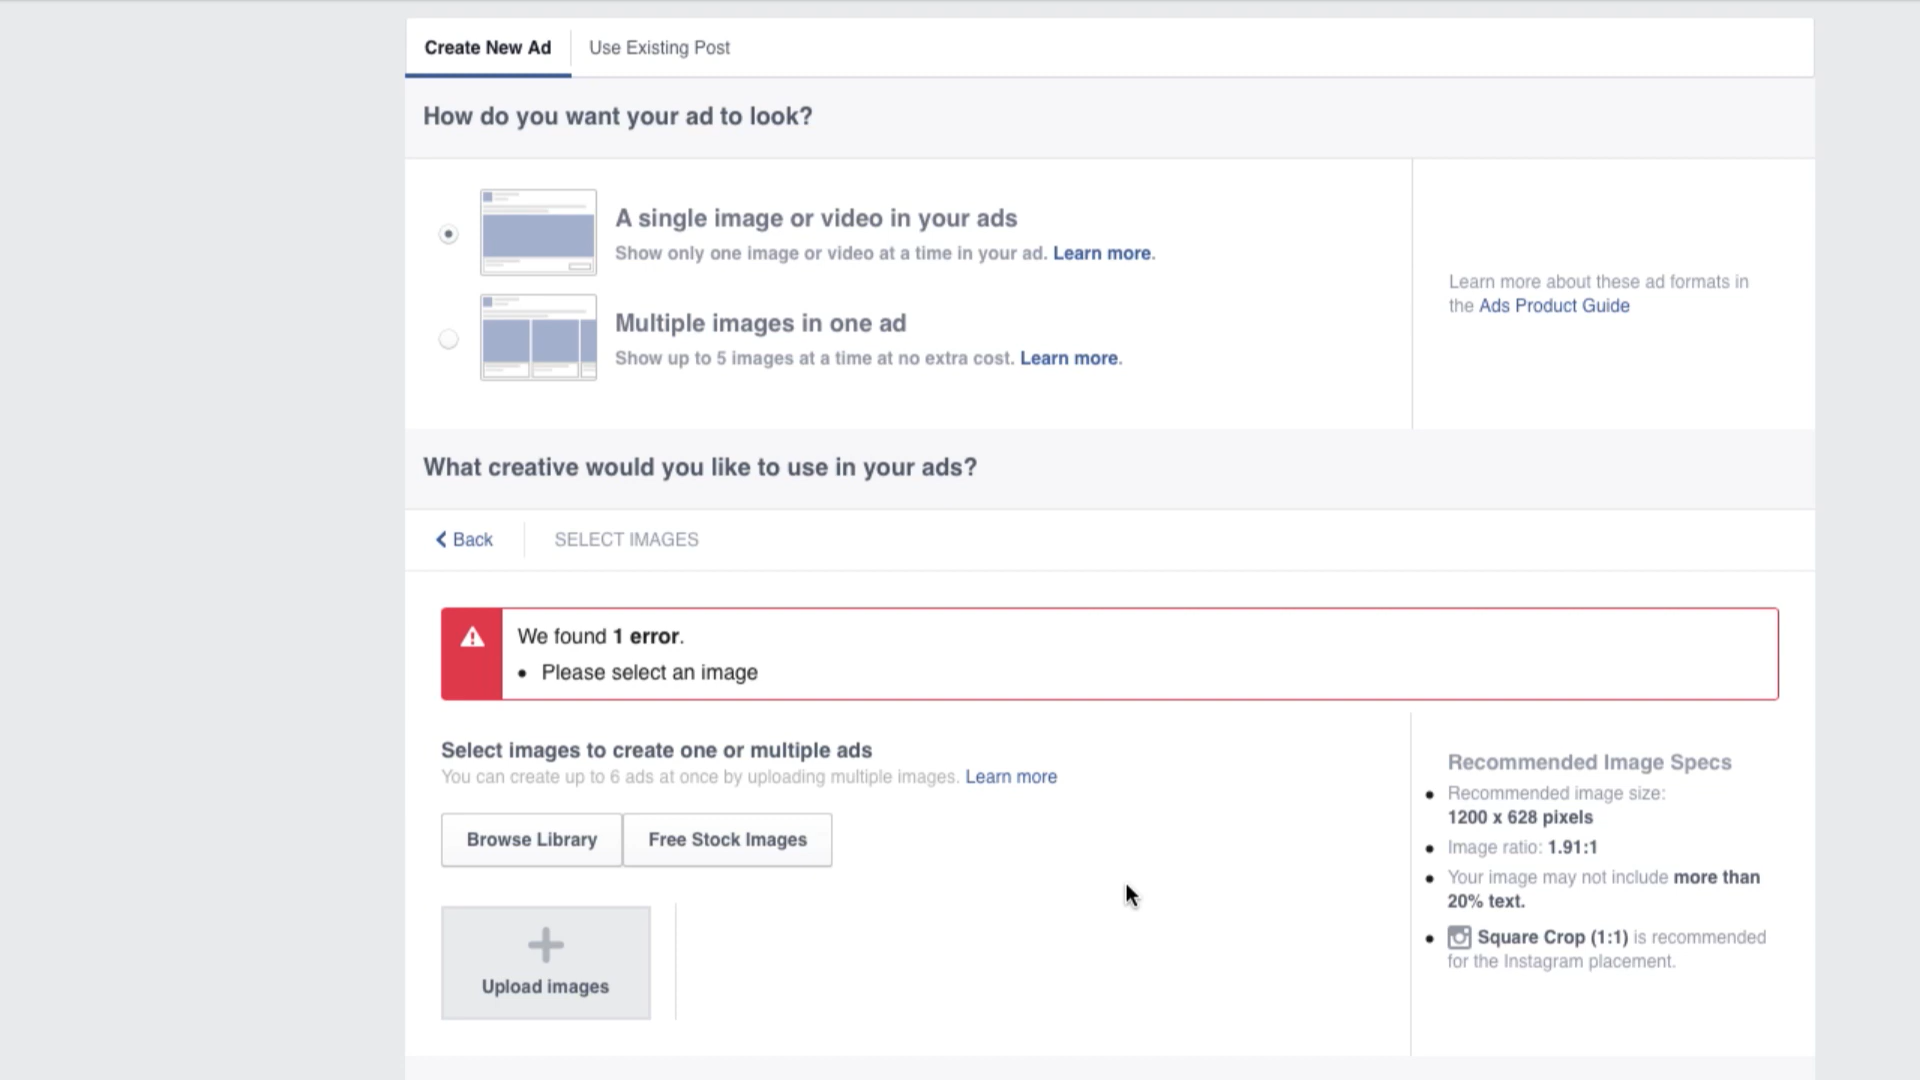 Create New Ad
Use Existing Post
How do you want your ad to look?
A single image or video in your ads
Show only one image or video at a time in your ad. Learn more.
Multiple images in one ad
Show up to 5 images at a time at no extra cost. Learn more.
Learn more about these ad formats in
the Ads Product Guide
What creative would you like to use in your ads?
Back
SELECT IMAGES
We found 1 error.
• Please select an image
Select images to create one or multiple ads
You can create up to 6 ads at once by uploading multiple images. Learn more
Browse Library
Free Stock Images
Upload images
Recommended Image Specs
• Recommended image size:
1200 x 628 pixels
• Image ratio: 1.91:1
• Your image may not include more than
20% text.
• Square Crop (1:1) is recommended
for the Instagram placement.